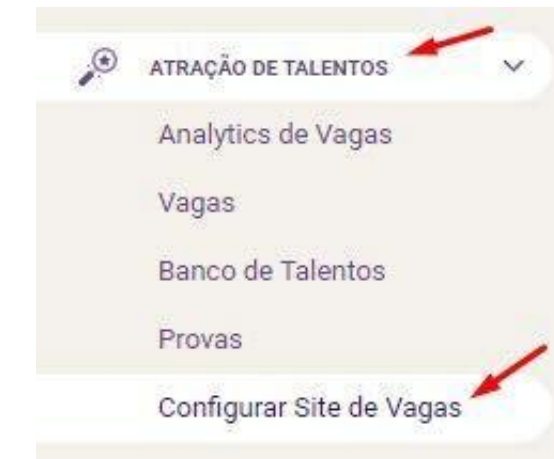 ATRAÇÃO DE TALENTOS
Analytics de Vagas
Vagas
Banco de Talentos
Provas
Configurar Site de Vagas